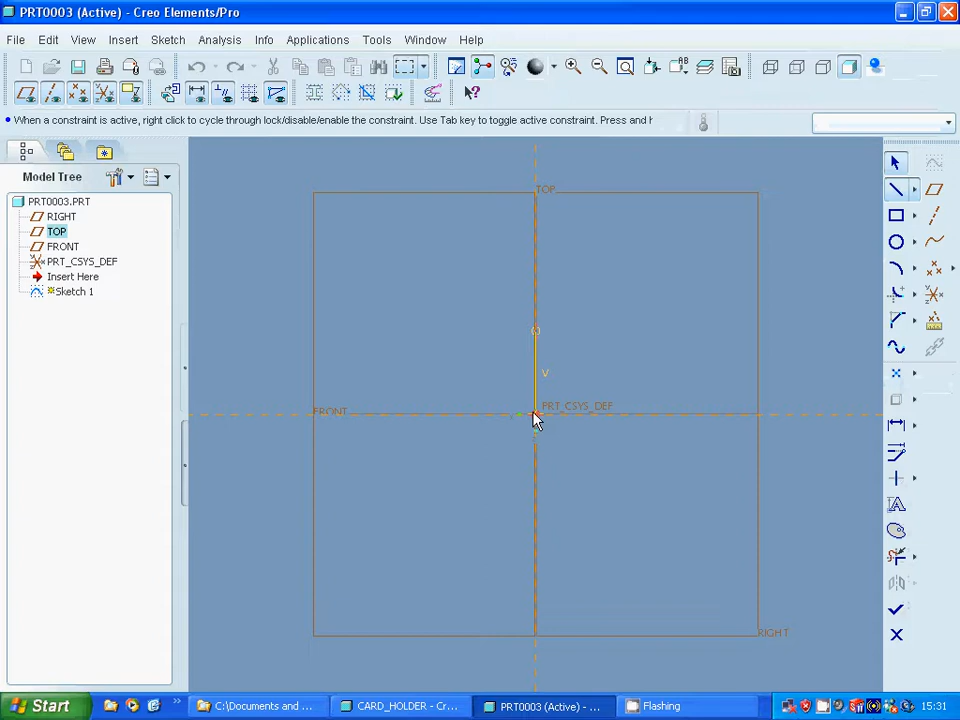 PRT0003 (Active) - Creo Elements/Pro
File Edit View Insert Sketch Analysis Info Applications Tools Window Help
When a constraint is active, right click to cycle through lock/disable/enable the constraint. Use Tab key to toggle active constraint. Press and h
Model Tree
PRT0003.PRT
RIGHT
TOP
FRONT
PRT_CSYS_DEF
Insert Here
Sketch 1
TOP
V
PRT_CSYS_DEF
FRONT
RIGHT
Start
C:\Documents and ...
CARD_HOLDER - Cr...
PRT0003 (Active) - ...
Flashing
15:31